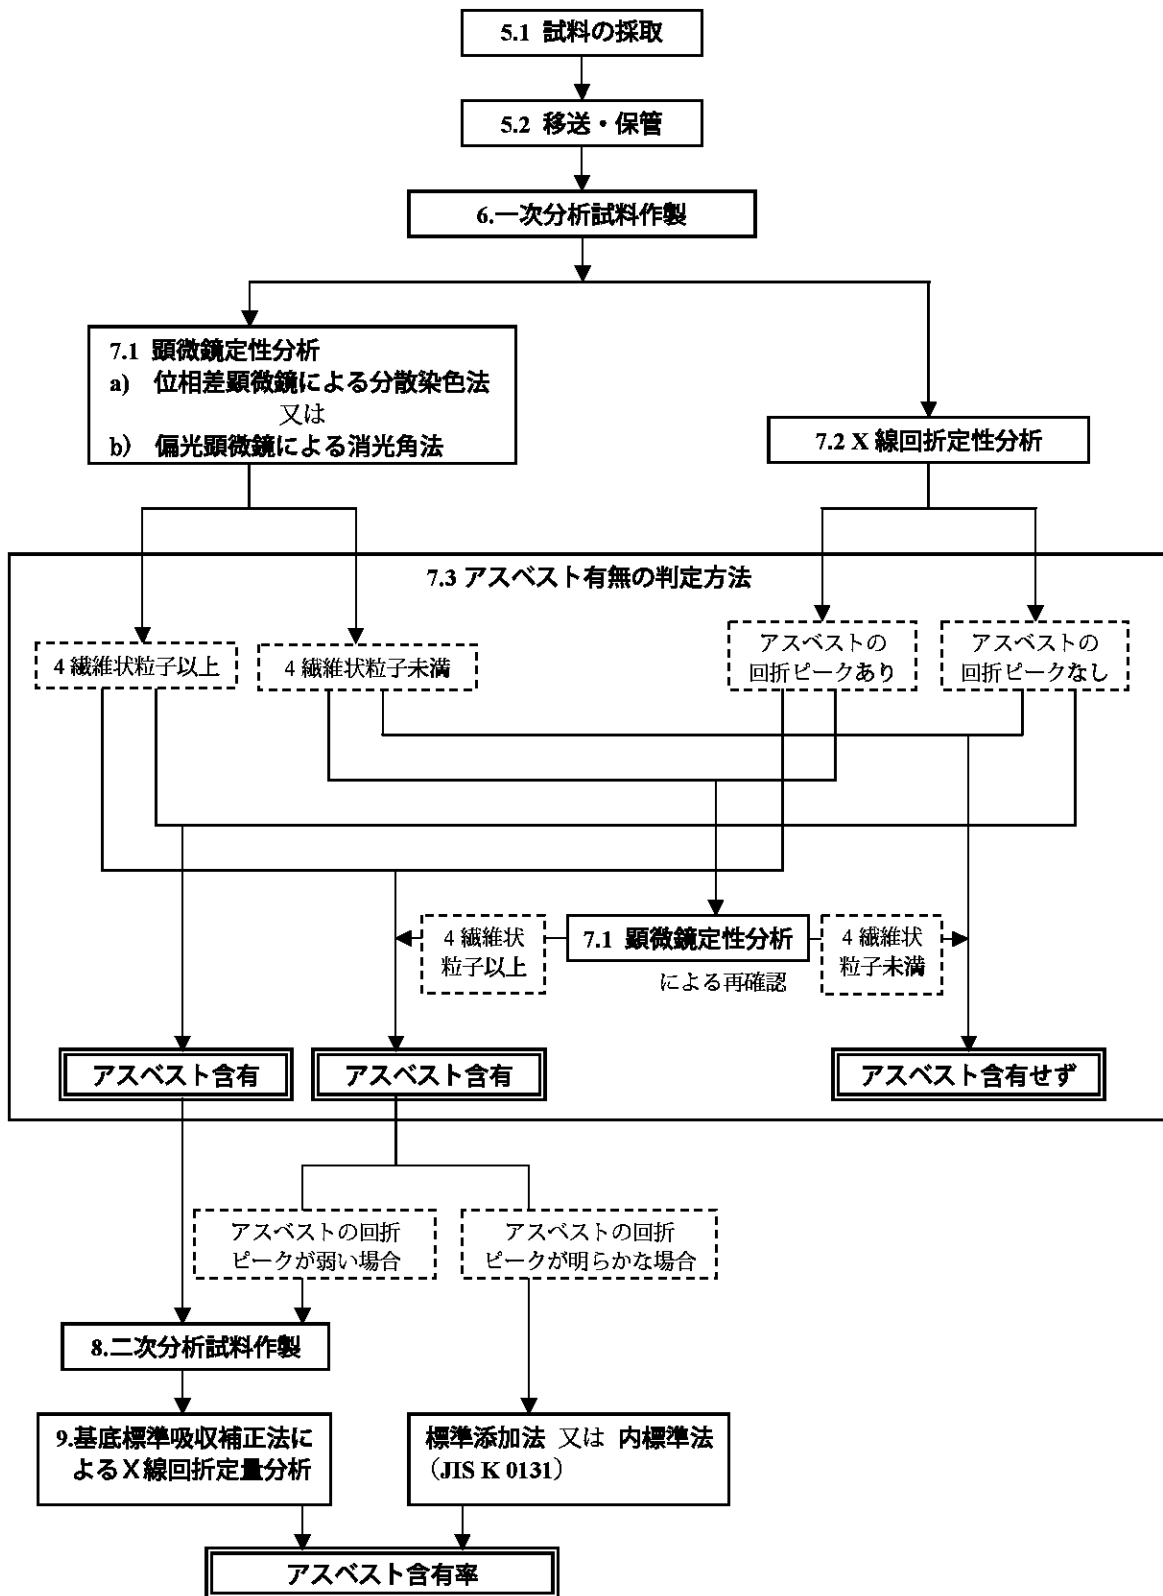 5.1 試料の採取
5.2 移送・保管
6.一次分析試料作製
7.1 顕微鏡定性分析
a) 位相差顕微鏡による分散染色法
又は
b) 偏光顕微鏡による消光角法
7.2 X 線回折定性分析
7.3 アスベスト有無の判定方法
4 繊維状粒子以上
4 繊維状粒子未満
アスベストの
回折ピークあり
アスベストの
回折ピークなし
4 繊維状
粒子以上
7.1 顕微鏡定性分析
による再確認
4 繊維状
粒子未満
アスベスト含有
アスベスト含有
アスベスト含有せず
アスベストの回折
ピークが弱い場合
アスベストの回折
ピークが明らかな場合
8.二次分析試料作製
9.基底標準吸収補正法に
よるX線回折定量分析
標準添加法 又は 内標準法
(JIS K 0131)
アスベスト含有率